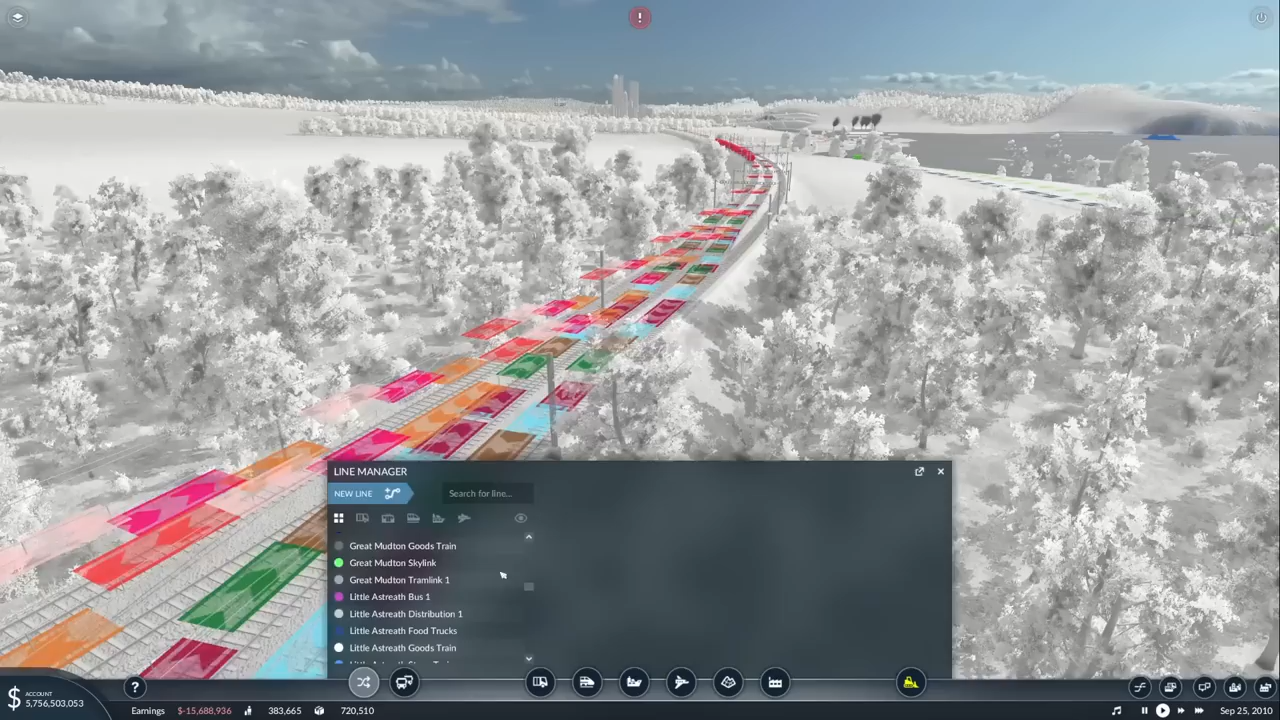 !
LINE MANAGER
NEW LINE
Search for line...
Great Mudton Goods Train
Great Mudton Skylink
Great Mudton Tramlink 1
Little Astreath Bus 1
Little Astreath Distribution 1
Little Astreath Food Trucks
Little Astreath Goods Train
$ ACCOUNT
5,756,503,053
?
Earnings $-15,688,936 383,665 720,510 Sep 25, 2010